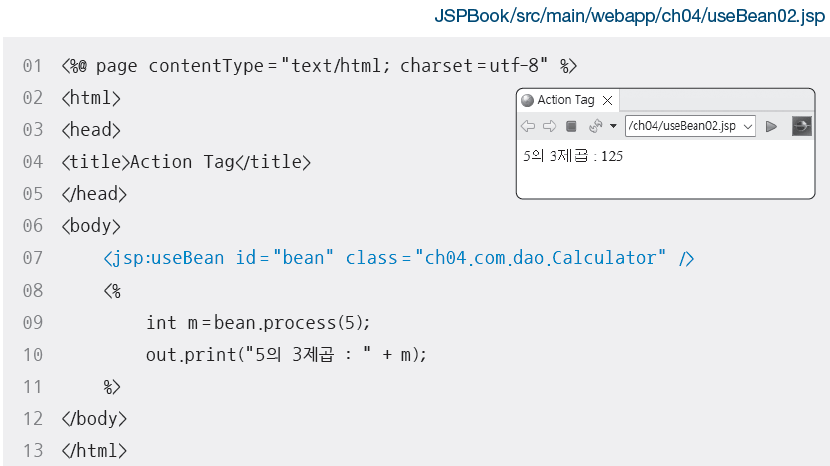 JSPBook/src/main/webapp/ch04/useBean02.jsp
01 <%@ page contentType="text/html; charset=utf-8" %>
02 <html>
03 <head>
04 <title>Action Tag</title>
05 </head>
06 <body>
07     <jsp:useBean id="bean" class="ch04.com.dao.Calculator" />
08     <%
09         int m=bean.process(5);
10         out.print("5의 3제곱 : " + m);
11     %>
12 </body>
13 </html>
Action Tag
/ch04/useBean02.jsp
5의 3제곱 : 125